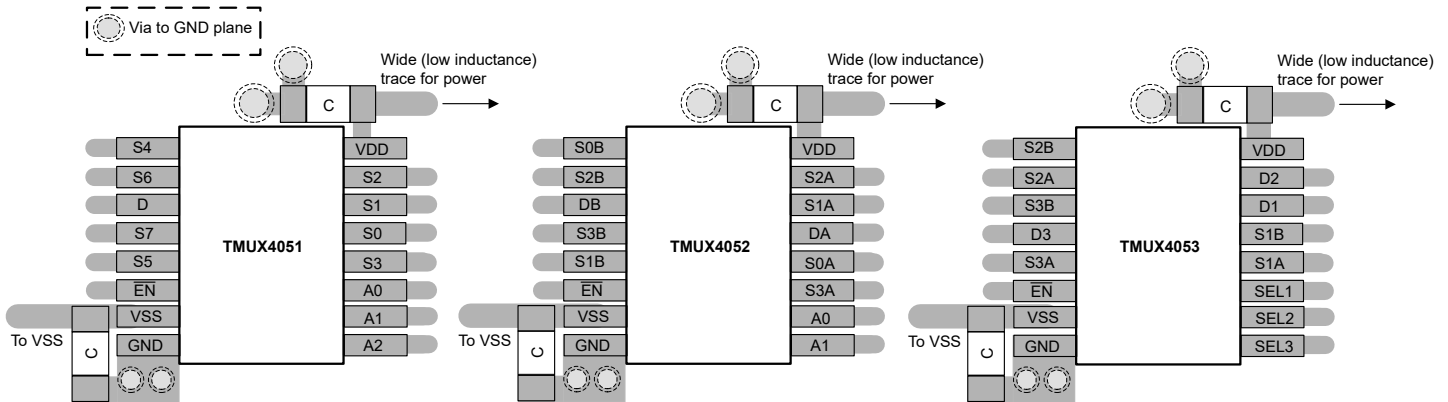 Via to GND plane
Wide (low inductance)
trace for power
C
S4
S6
D
S7
S5
EN
VSS
GND
TMUX4051
VDD
S2
S1
S0
S3
A0
A1
A2
To VSS
C
Wide (low inductance)
trace for power
C
S0B
S2B
DB
S3B
S1B
EN
VSS
GND
TMUX4052
VDD
S2A
S1A
DA
S0A
S3A
A0
A1
To VSS
C
Wide (low inductance)
trace for power
C
S2B
S2A
S3B
D3
S3A
EN
VSS
GND
TMUX4053
VDD
D2
D1
S1B
S1A
SEL1
SEL2
SEL3
To VSS
C